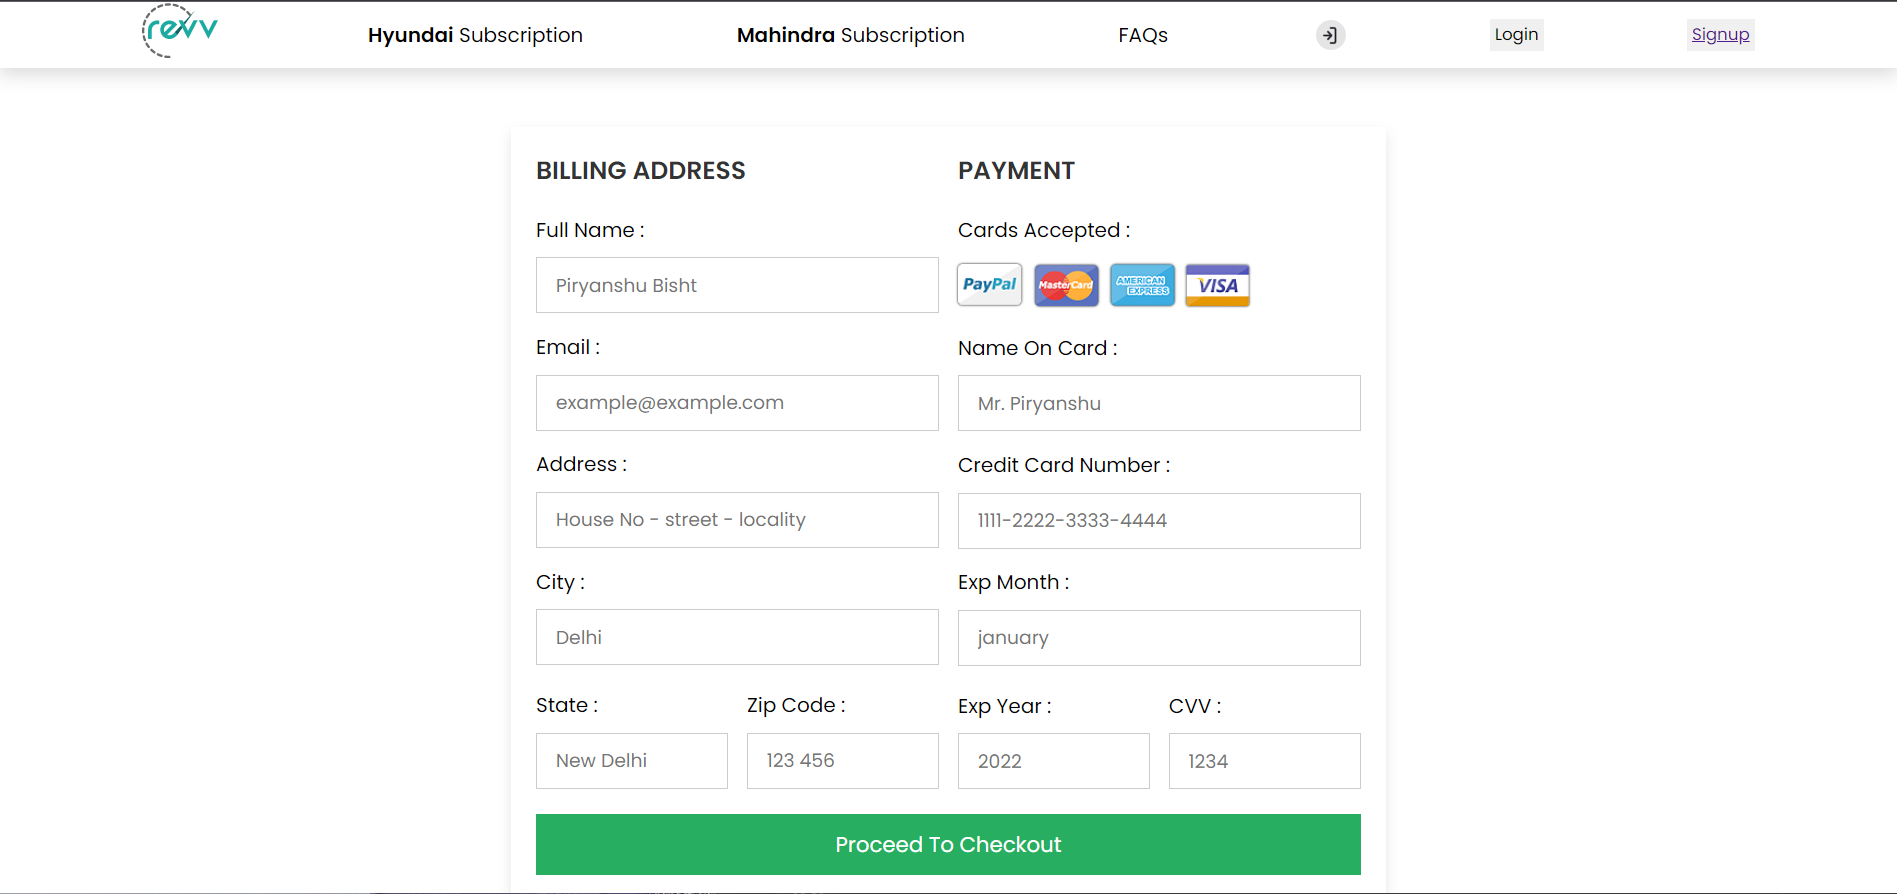 revv
Hyundai Subscription
Mahindra Subscription
FAQs
Login
Signup
BILLING ADDRESS
Full Name :
Piryanshu Bisht
Email :
example@example.com
Address :
House No - street - locality
City :
Delhi
State :
New Delhi
Zip Code :
123 456
PAYMENT
Cards Accepted :
PayPal
MasterCard
AMERICAN
EXPRESS
VISA
Name On Card :
Mr. Piryanshu
Credit Card Number :
1111-2222-3333-4444
Exp Month :
january
Exp Year :
2022
CVV :
1234
Proceed To Checkout